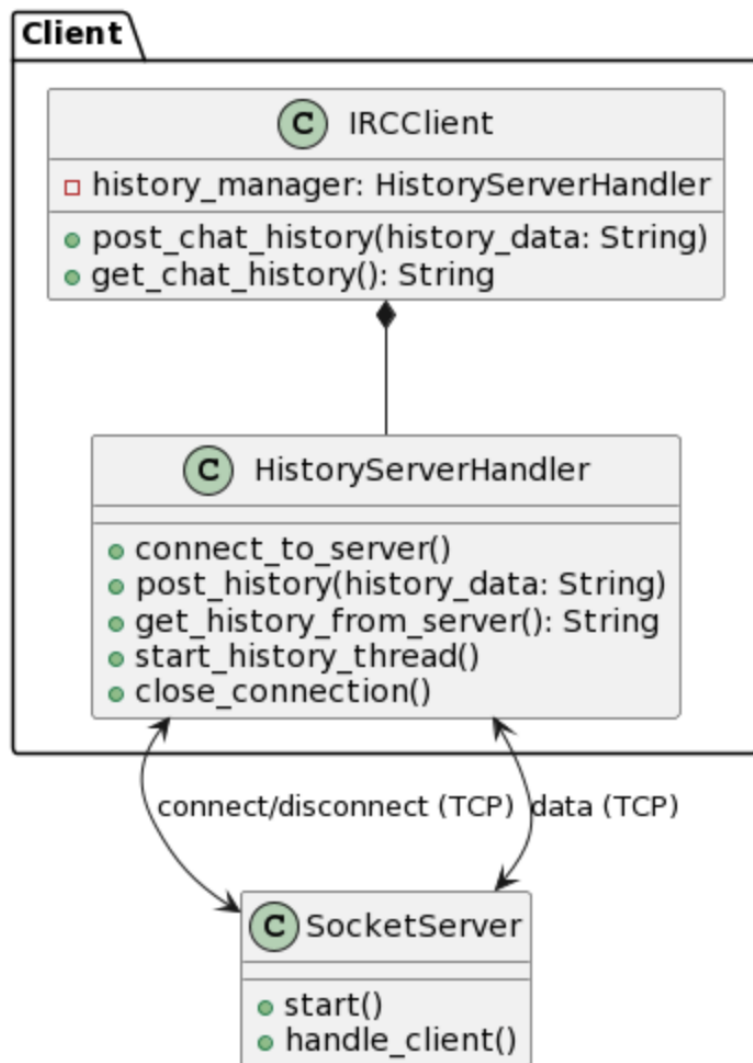 Client
C IRCClient
history_manager: HistoryServerHandler
post_chat_history(history_data: String)
get_chat_history(): String
C HistoryServerHandler
connect_to_server()
post_history(history_data: String)
get_history_from_server(): String
start_history_thread()
close_connection()
connect/disconnect (TCP) data (TCP)
C SocketServer
start()
handle_client()